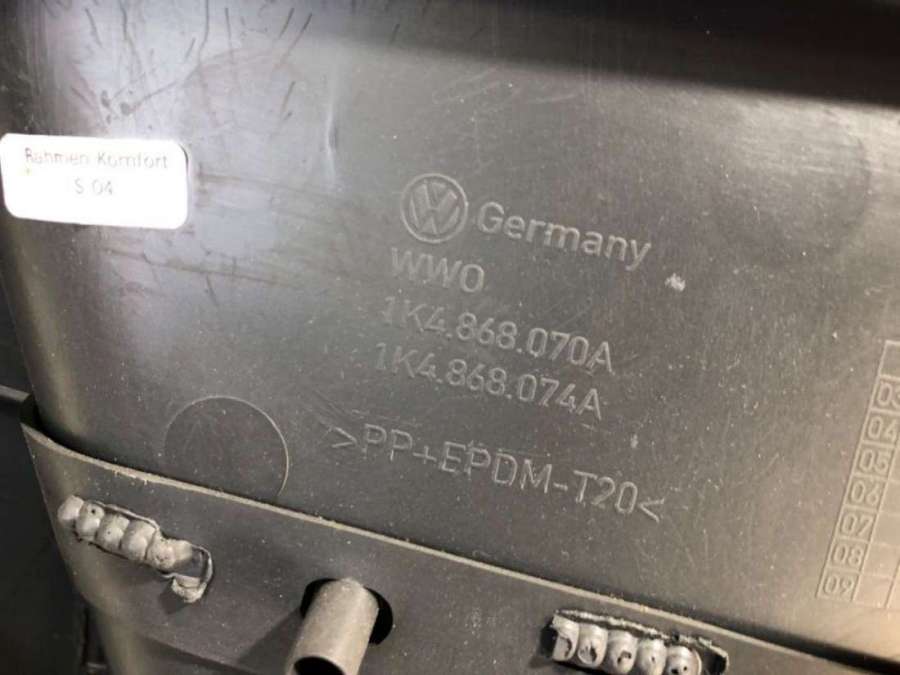 Rahmen Komfort
S 04
VW Germany
WWO
1K4.868.070A
1K4.868.074A
>PP+EPDM-T20<
03
04
05
06
07
08
09